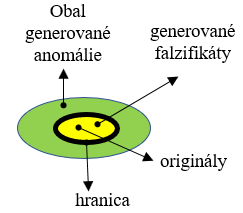 Obal
generované
anomálie
generované
falzifikáty
originály
hranica